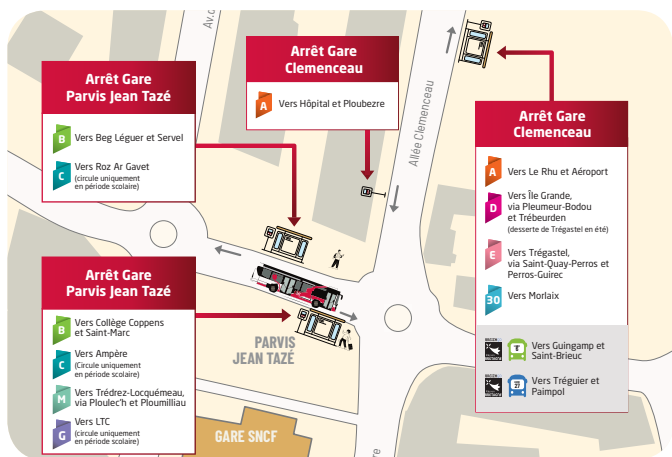 Av.
Arrêt Gare
Clemenceau
A
Vers Hôpital et Ploubezre
Allée Clemenceau
Arrêt Gare
Parvis Jean Tazé
B
Vers Beg Léguer et Servel
C
Vers Roz Ar Gavet
(circule uniquement
en période scolaire)
Arrêt Gare
Clemenceau
A
Vers Le Rhu et Aéroport
D
Vers Île Grande,
via Pleumeur-Bodou
et Trébeurden
(desserte de Trégastel en été)
E
Vers Trégastel,
via Saint-Quay-Perros et
Perros-Guirec
30
Vers Morlaix
BREIZHGO
BRETAGNE
T
Vers Guingamp et
Saint-Brieuc
BREIZHGO
BRETAGNE
27
Vers Tréguier et
Paimpol
Arrêt Gare
Parvis Jean Tazé
B
Vers Collège Coppens
et Saint-Marc
C
Vers Ampère
(Circule uniquement
en période scolaire)
M
Vers Trédrez-Locquémeau,
via Ploulec'h et Ploumilliau
G
Vers LTC
(circule uniquement
en période scolaire)
PARVIS
JEAN TAZÉ
GARE SNCF